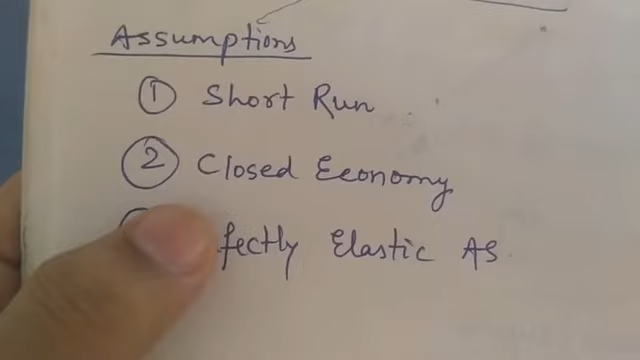 Assumptions
① Short Run
② Closed Economy
fectly Elastic AS